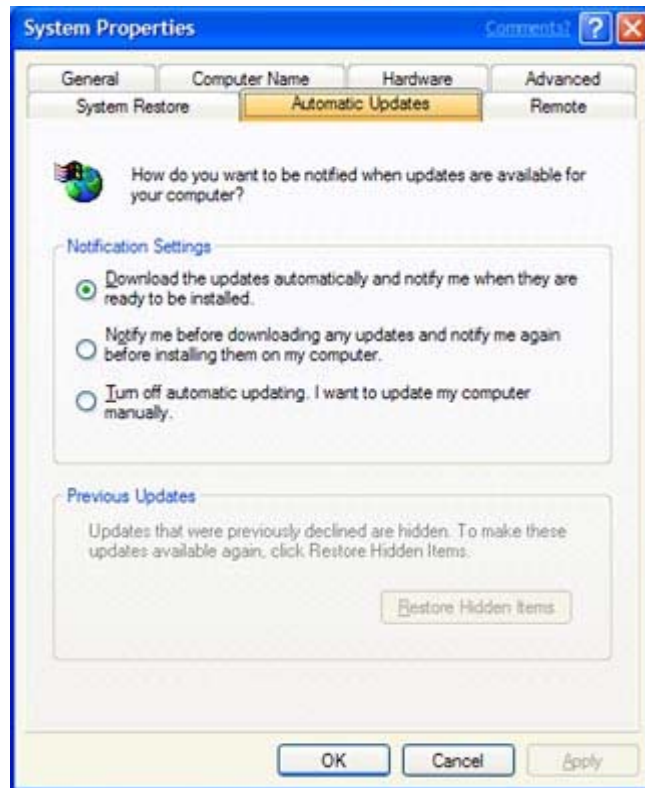 System Properties Comments? ?
General Computer Name Hardware Advanced
System Restore Automatic Updates Remote
How do you want to be notified when updates are available for
your computer?
Notification Settings
Download the updates automatically and notify me when they are
ready to be installed.
Notify me before downloading any updates and notify me again
before installing them on my computer.
Turn off automatic updating. I want to update my computer
manually.
Previous Updates
Updates that were previously declined are hidden. To make these
updates available again, click Restore Hidden Items.
Restore Hidden Items
OK Cancel Apply